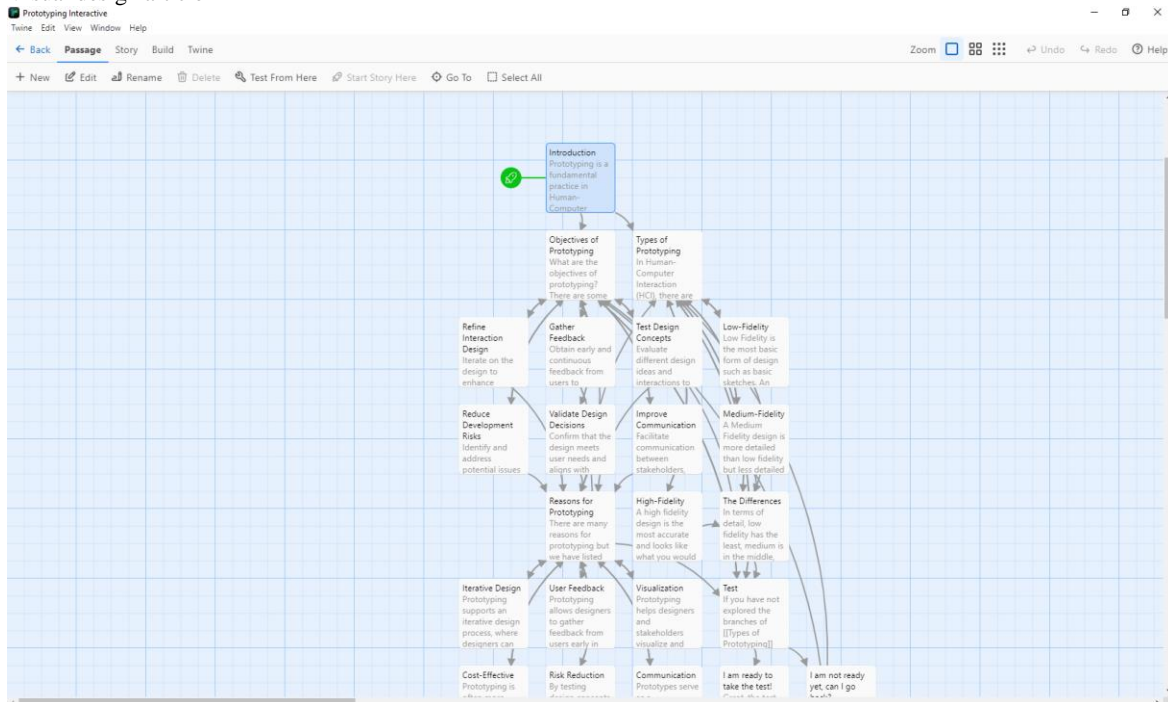 Prototyping Interactive
Twine Edit View Window Help
Back Passage Story Build Twine Zoom Undo Redo Help
New Edit Rename Delete Test From Here Start Story Here Go To Select All
Introduction
Prototyping is a
fundamental
practice in
Human-
Computer
Objectives of
Prototyping
What are the
objectives of
prototyping?
There are some
Types of
Prototyping
In Human-
Computer
Interaction
(HCI), there are
Refine
Interaction
Design
Iterate on the
design to
enhance
Gather
Feedback
Obtain early and
continuous
feedback from
users to
Test Design
Concepts
Evaluate
different design
ideas and
interactions to
Low-Fidelity
Low Fidelity is
the most basic
form of design
such as basic
sketches. An
Reduce
Development
Risks
Identify and
address
potential issues
Validate Design
Decisions
Confirm that the
design meets
user needs and
aligns with
Improve
Communication
Facilitate
communication
between
stakeholders,
Medium-Fidelity
A Medium
Fidelity design is
more detailed
than low fidelity
but less detailed
Reasons for
Prototyping
There are many
reasons for
prototyping but
we have listed
High-Fidelity
A high fidelity
design is the
most accurate
and looks like
what you would
The Differences
In terms of
detail, low
fidelity has the
least, medium is
in the middle,
Iterative Design
Prototyping
supports an
iterative design
process, where
designers can
User Feedback
Prototyping
allows designers
to gather
feedback from
users early in
Visualization
Prototyping
helps designers
and
stakeholders
visualize and
Test
If you have not
explored the
branches of
[[Types of
Prototyping]]
Cost-Effective
Prototyping is
Risk Reduction
By testing
Communication
Prototypes serve
I am ready to
take the test!
I am not ready
yet, can I go
back?